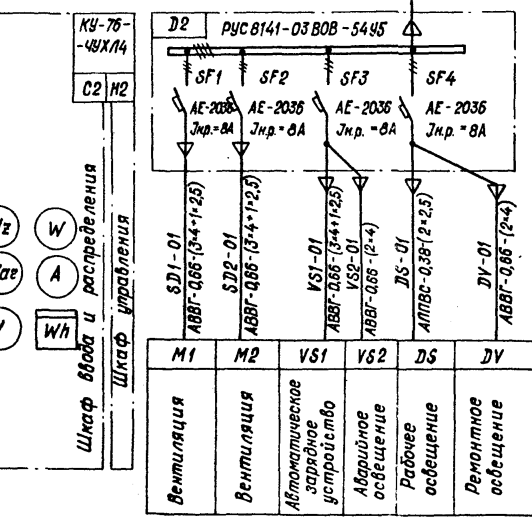 КУ-76-
-ЧУХЛ4
С2
М2
D2
РУС 8141-03 ВОВ-54У5
SF1
SF2
SF3
SF4
АЕ-2036
Iнр.=8А
АЕ-2036
Iнр.=8А
АЕ-2036
Iнр.=8А
АЕ-2036
Iнр.=8А
W
A
Wh
Шкаф ввода и распределения
Шкаф управления
SD1-01
АВВГ-0,66-(3×4+1×2,5)
SD2-01
АВВГ-0,66-(3×4+1×2,5)
VS1-01
АВВГ-0,66-(3×4+1×2,5)
VS2-01
АВВГ-0,66-(2×4)
DS-01
АППВС-0,38-(2×2,5)
DV-01
АВВГ-0,66-(2×4)
М1
М2
VS1
VS2
DS
DV
Вентиляция
Вентиляция
Автоматическое
зарядное
устройство
Аварийное
освещение
Рабочее
освещение
Ремонтное
освещение